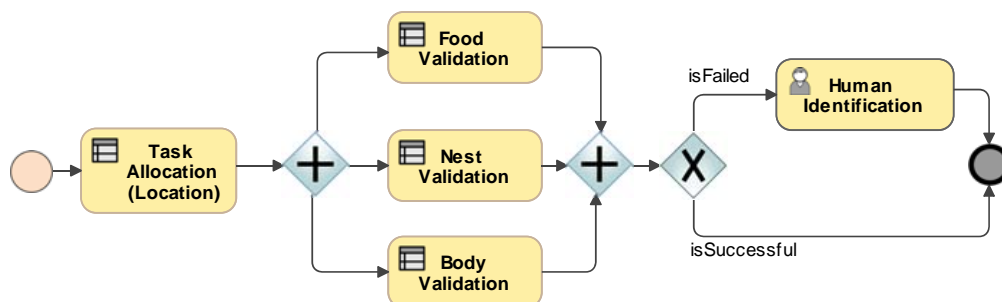 Task
Allocation
(Location)
Food
Validation
Nest
Validation
Body
Validation
isFailed
isSuccessful
Human
Identification